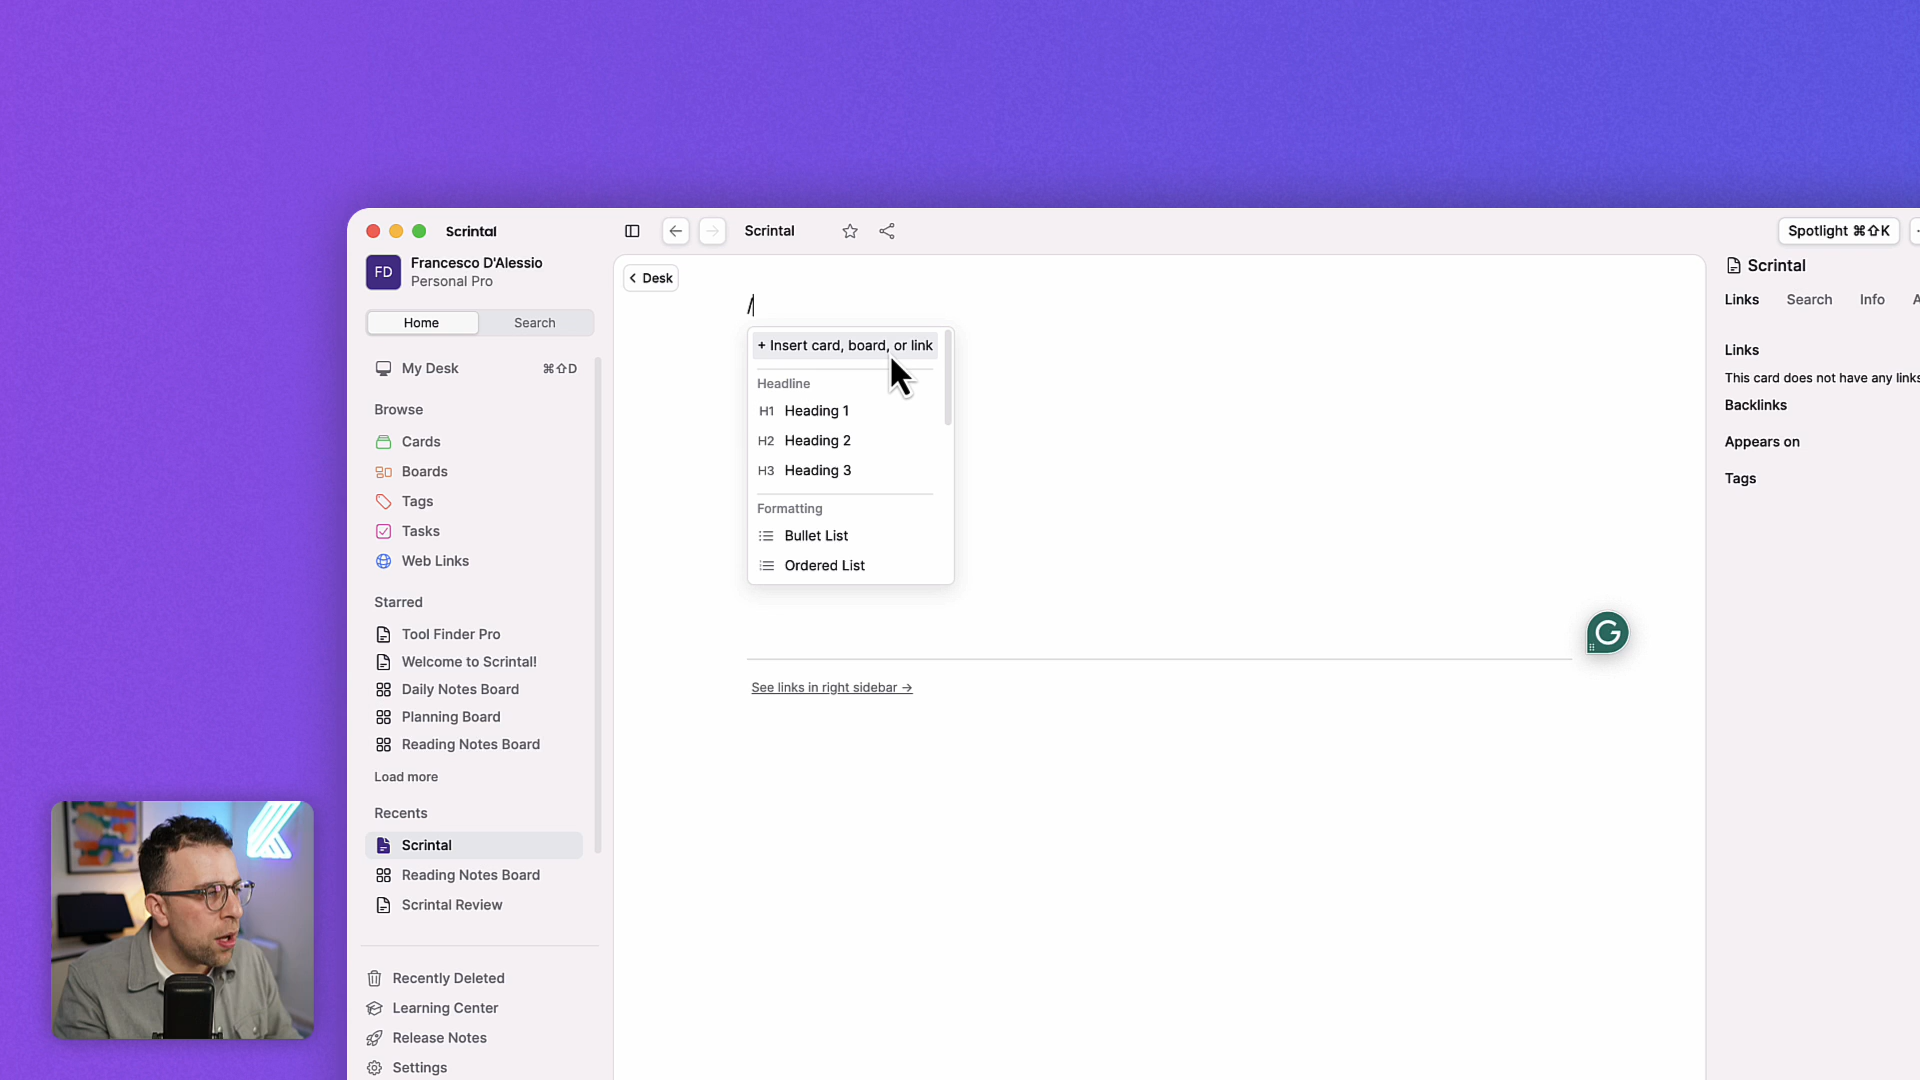 Scrintal
Francesco D'Alessio
FD
Personal Pro
Home
Search
My Desk
⌘⇧D
Browse
Cards
Boards
Tags
Tasks
Web Links
Starred
Tool Finder Pro
Welcome to Scrintal!
Daily Notes Board
Planning Board
Reading Notes Board
Load more
Recents
Scrintal
Reading Notes Board
Scrintal Review
Recently Deleted
Learning Center
Release Notes
Settings
Scrintal
Desk
/
+ Insert card, board, or link
Headline
H1 Heading 1
H2 Heading 2
H3 Heading 3
Formatting
Bullet List
Ordered List
See links in right sidebar →
G
Spotlight ⌘⇧K
Scrintal
Links
Search
Info
Links
This card does not have any links
Backlinks
Appears on
Tags